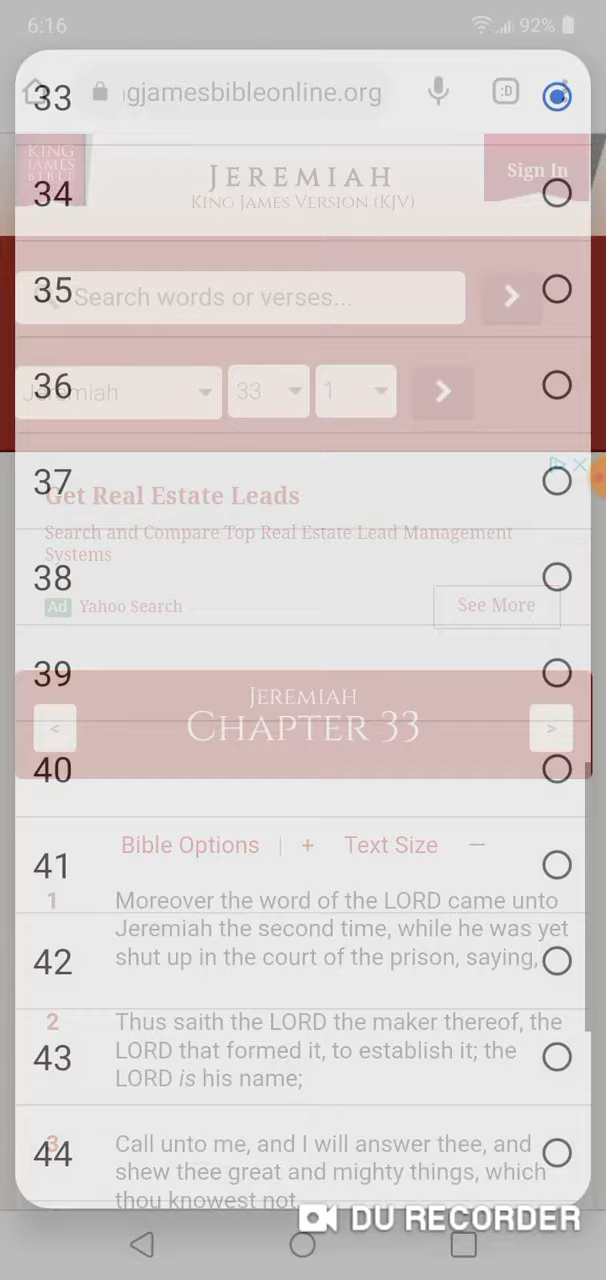 6:16
92%
33
ngjamesbibleonline.org
:D
KING
JAMES
BIBLE
JEREMIAH
KING JAMES VERSION (KJV)
Sign In
34
35
Search words or verses...
36
Jeremiah
33
1
37
Get Real Estate Leads
Search and Compare Top Real Estate Lead Management
Systems
38
Ad Yahoo Search
See More
39
JEREMIAH
< CHAPTER 33 >
40
Bible Options | + Text Size —
41
1 Moreover the word of the LORD came unto
Jeremiah the second time, while he was yet
shut up in the court of the prison, saying,
42
2 Thus saith the LORD the maker thereof, the
LORD that formed it, to establish it; the
43
LORD is his name;
3 Call unto me, and I will answer thee, and
44
shew thee great and mighty things, which
thou knowest not.
DU RECORDER